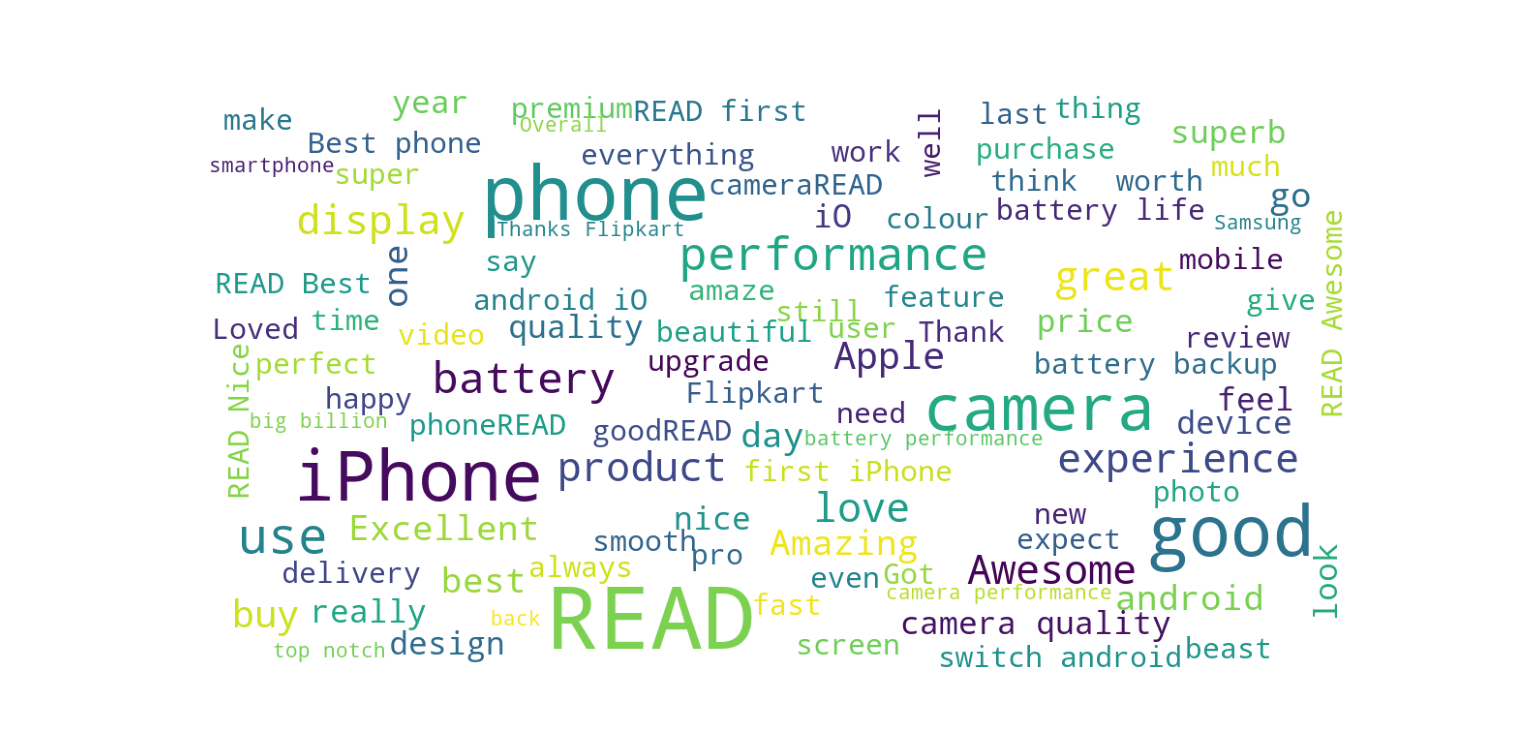 year
premium
READ first
last
thing
make
Overall
superb
Best phone
everything
work
well
purchase
smartphone
super
phone
cameraREAD
think
worth
much
display
iO
colour
battery life
go
Thanks Flipkart
Samsung
one
say
performance
great
mobile
READ Awesome
READ Best
android iO
amaze
feature
give
Loved
time
video
quality
beautiful
still
user
Thank
price
review
READ Nice
perfect
battery
upgrade
Apple
battery backup
happy
Flipkart
need
camera
feel
big billion
phoneREAD
goodREAD
day
battery performance
device
iPhone
product
first iPhone
experience
photo
use
Excellent
nice
love
new
good
smooth
pro
Amazing
expect
delivery
best
always
even
Got
Awesome
look
buy
really
back
READ
fast
camera performance
android
top notch
design
screen
camera quality
switch android
beast